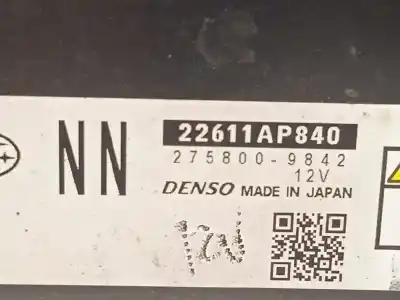 NN
22611AP840
275800-9842
12V
DENSO MADE IN JAPAN